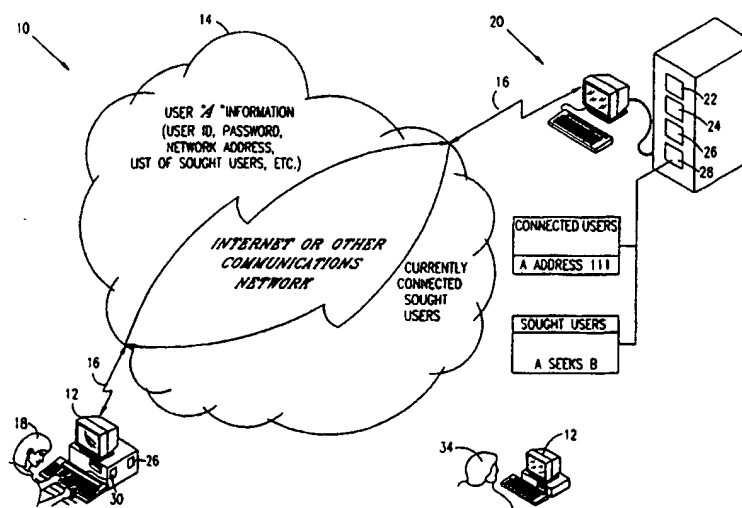 10
14
20
USER "A" INFORMATION
(USER ID, PASSWORD,
NETWORK ADDRESS,
LIST OF SOUGHT USERS, ETC.)
16
22
24
26
28
INTERNET OR OTHER
COMMUNICATIONS
NETWORK
CURRENTLY
CONNECTED
SOUGHT
USERS
CONNECTED USERS
A ADDRESS 111
SOUGHT USERS
A SEEKS B
16
12
18
26
30
34
12